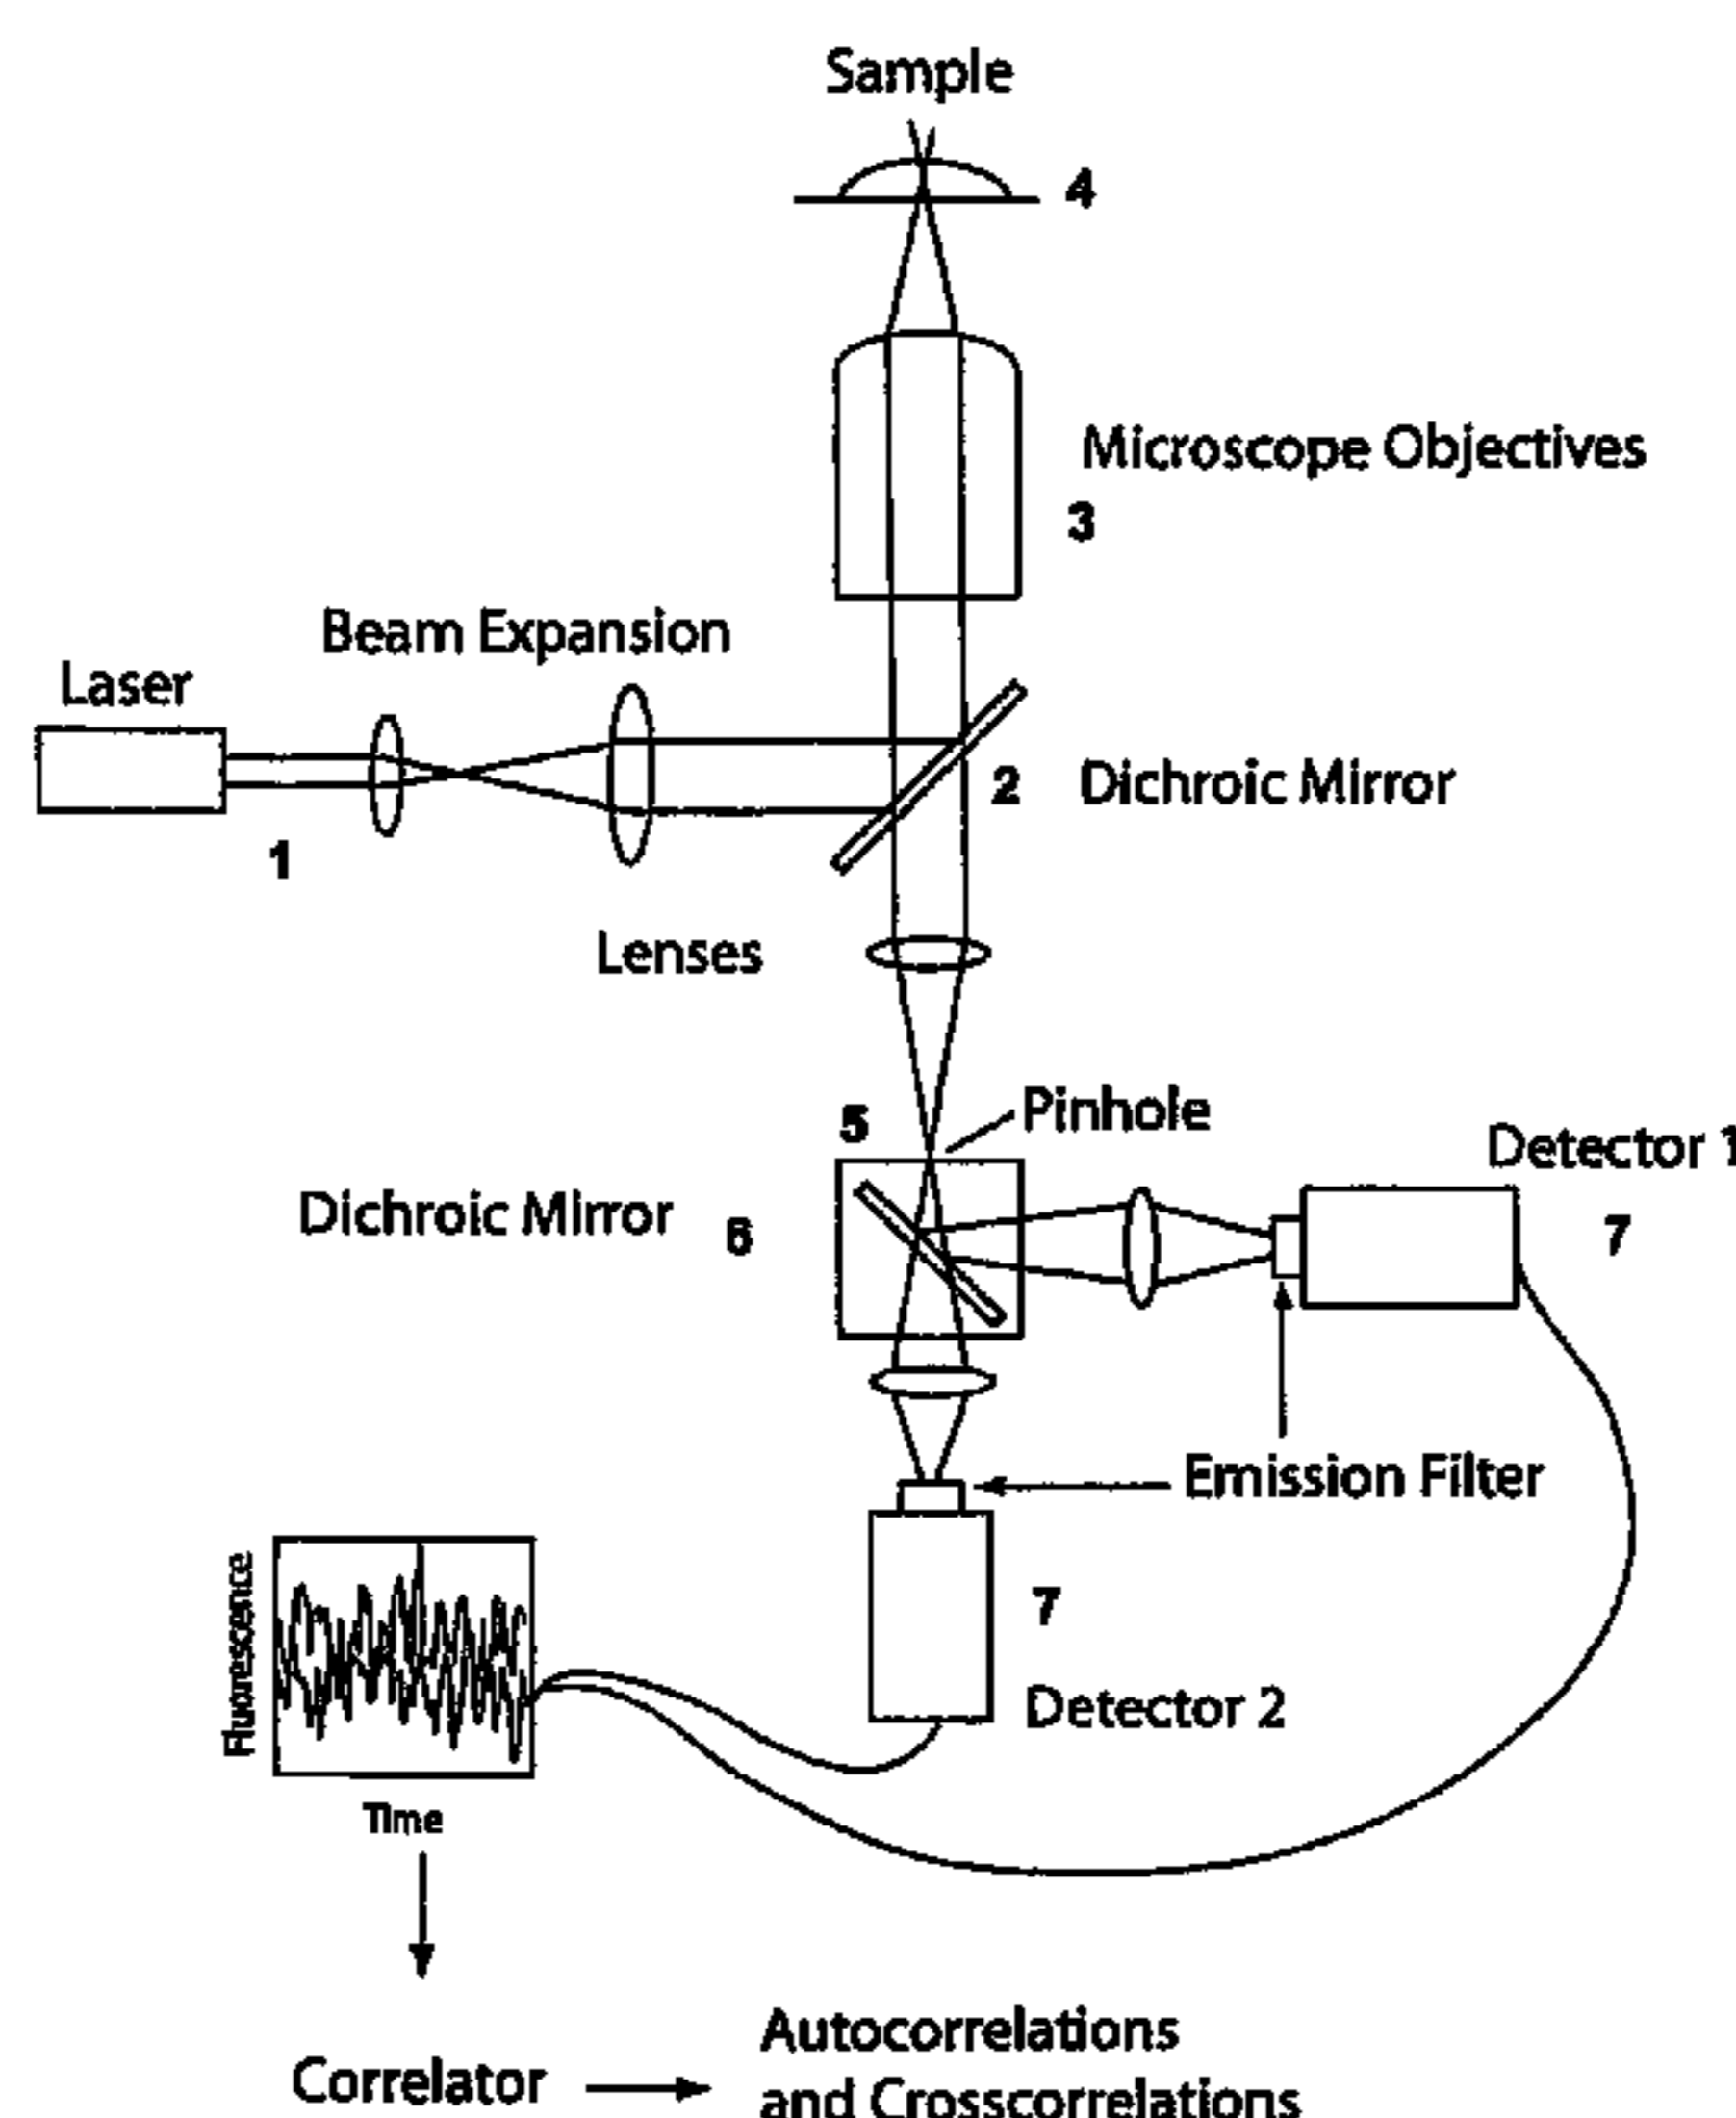 Sample
4
Microscope Objectives
3
Beam Expansion
Laser
1
2 Dichroic Mirror
Lenses
5 Pinhole
Detector 1
Dichroic Mirror 6
7
Emission Filter
Fluorescence
7
Detector 2
Time
Autocorrelations
Correlator
and Crosscorrelations